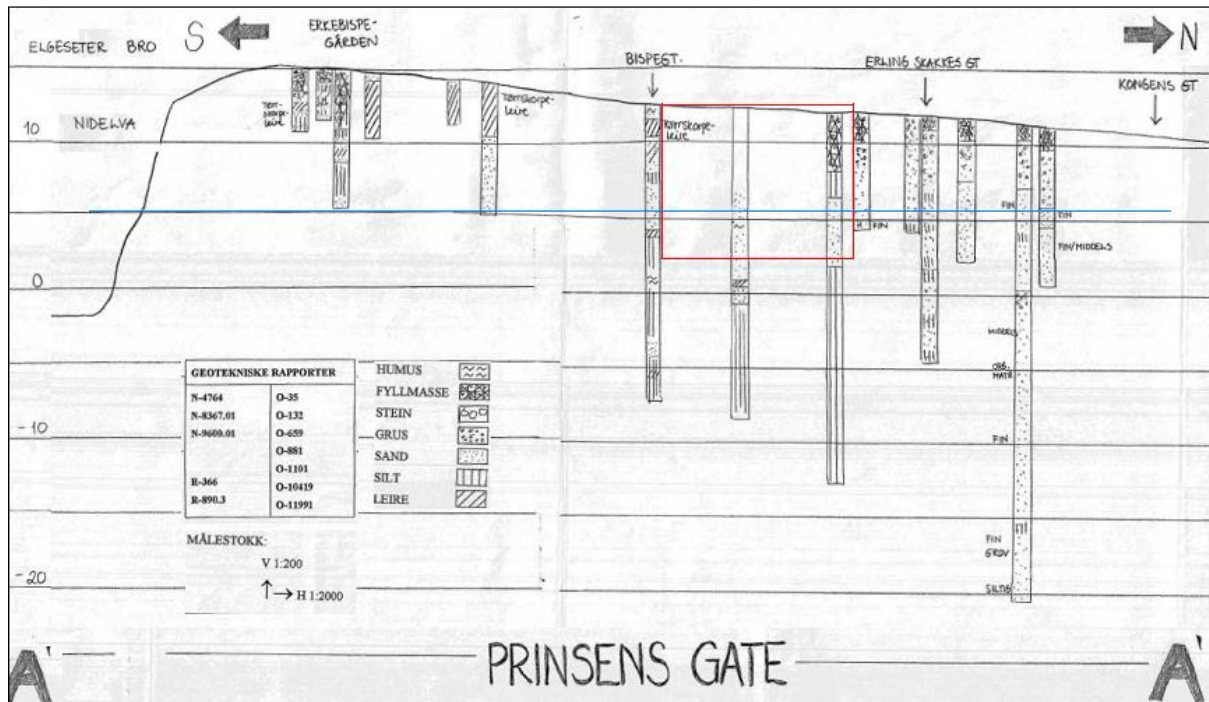 ELGESETER BRO
S
ERKEBISPE-
GÅRDEN
N
BISPEGT.
ERLING SKAKKES GT
KONGENS GT
NIDELVA
Tørr-
skorpe-
leire
Tørrskorpe-
leire
Tørrskorpe-
leire
10
0
-10
-20
FIN
FIN
FIN
FIN/MIDDELS
MIDDELS
ORG.
MATR.
FIN
FIN
GROV
SILTIG
GEOTEKNISKE RAPPORTER
N-4764 O-35
N-8367.01 O-132
N-9600.01 O-659
O-881
O-1101
R-366 O-10419
R-890.3 O-11991
HUMUS
FYLLMASSE
STEIN
GRUS
SAND
SILT
LEIRE
MÅLESTOKK:
V 1:200
H 1:2000
A' PRINSENS GATE A'